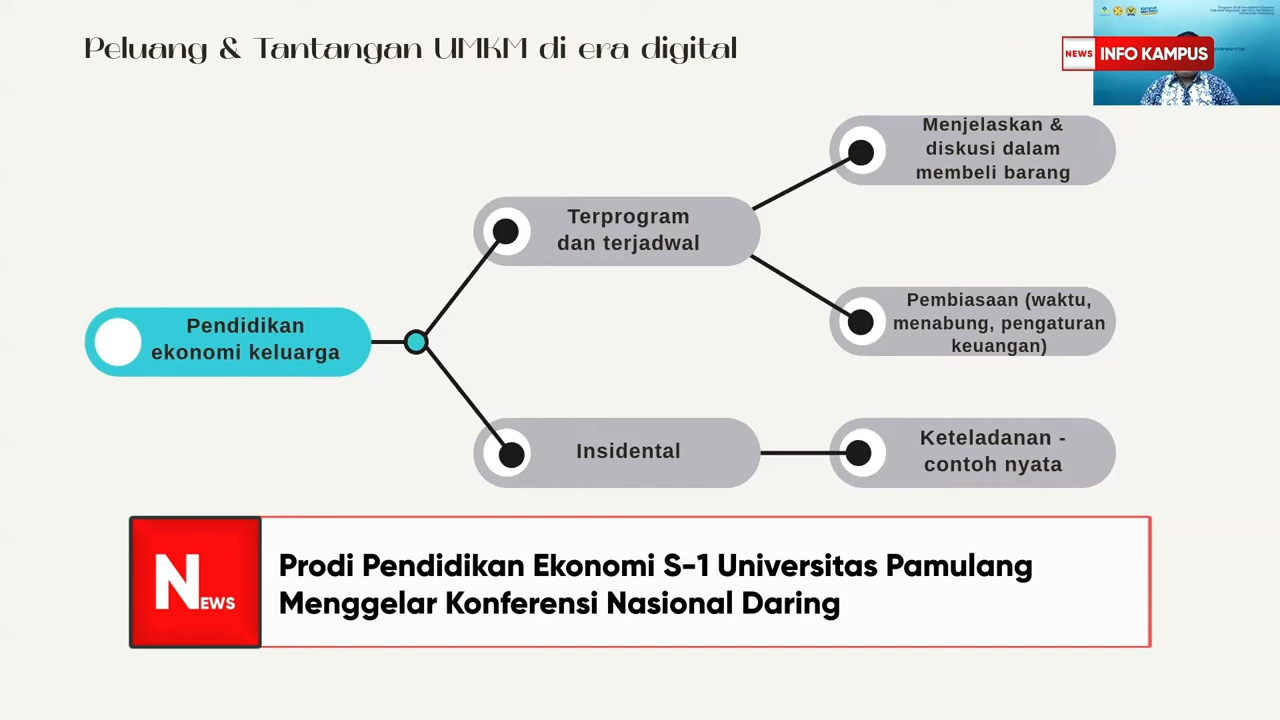 Peluang & Tantangan UMKM di era digital
NEWS INFO KAMPUS
Menjelaskan &
diskusi dalam
membeli barang
Terprogram
dan terjadwal
Pembiasaan (waktu,
menabung, pengaturan
keuangan)
Pendidikan
ekonomi keluarga
Insidental
Keteladanan -
contoh nyata
NEWS
Prodi Pendidikan Ekonomi S-1 Universitas Pamulang
Menggelar Konferensi Nasional Daring